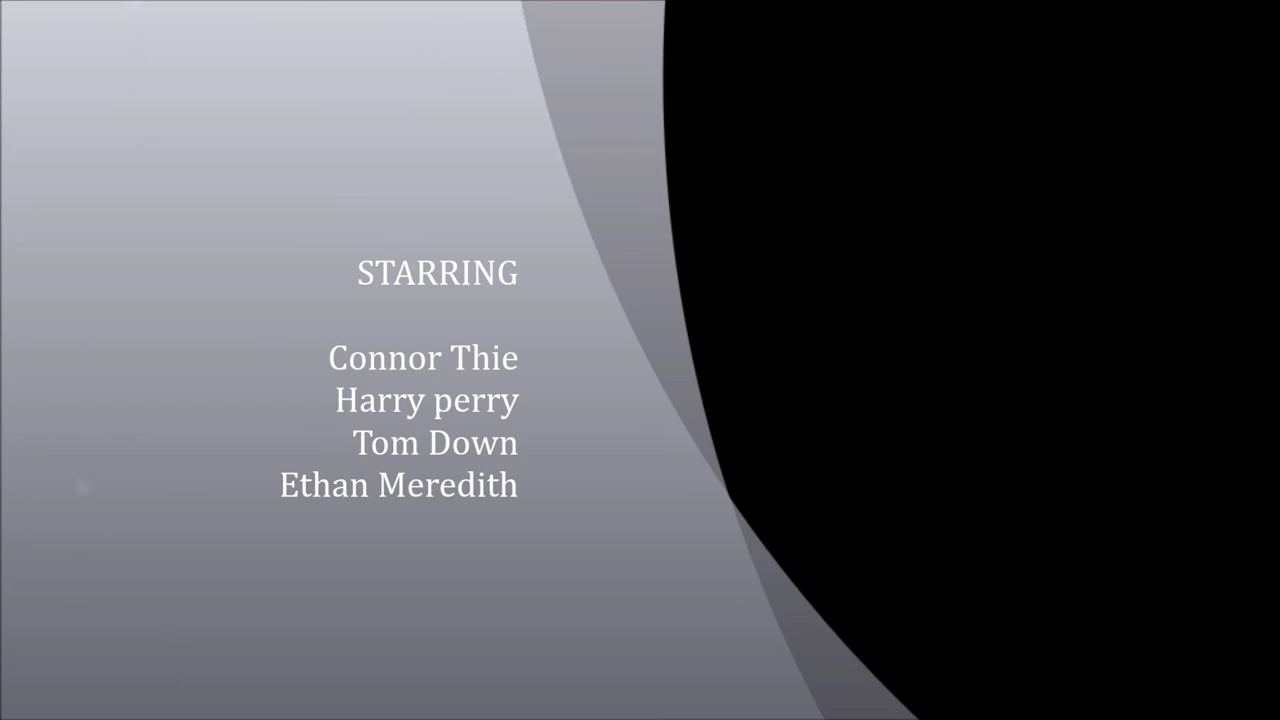 STARRING
Connor Thie
Harry perry
Tom Down
Ethan Meredith